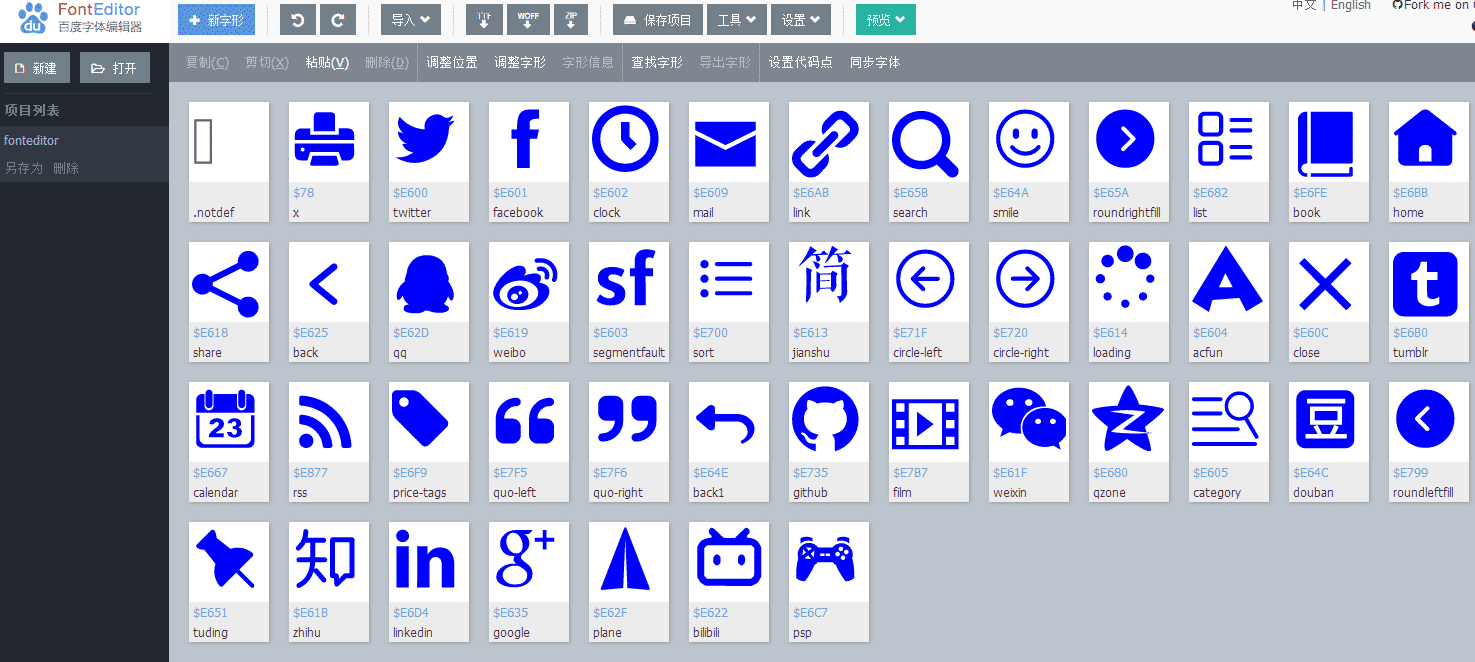 du FontEditor
百度字体编辑器
新字形 导入 TTF WOFF ZIP 保存项目 工具 设置 预览 中文 | English Fork me on
新建 打开 复制(C) 剪切(X) 粘贴(V) 删除(D) 调整位置 调整字形 字形信息 查找字形 导出字形 设置代码点 同步字体
项目列表
fonteditor
另存为 删除
$78 $E600 $E601 $E602 $E609 $E6AB $E65B $E64A $E65A $E682 $E6FE $E6BB
.notdef x twitter facebook clock mail link search smile roundrightfill list book home
sf 简 t
$E618 $E625 $E62D $E619 $E603 $E700 $E613 $E71F $E720 $E614 $E604 $E60C $E6B0
share back qq weibo segmentfault sort jianshu circle-left circle-right loading acfun close tumblr
23 豆
$E667 $E877 $E6F9 $E7F5 $E7F6 $E64E $E735 $E7B7 $E61F $E680 $E605 $E64C $E799
calendar rss price-tags quo-left quo-right back1 github film weixin qzone category douban roundleftfill
知 in g+
$E651 $E61B $E6D4 $E635 $E62F $E622 $E6C7
tuding zhihu linkedin google plane bilibili psp